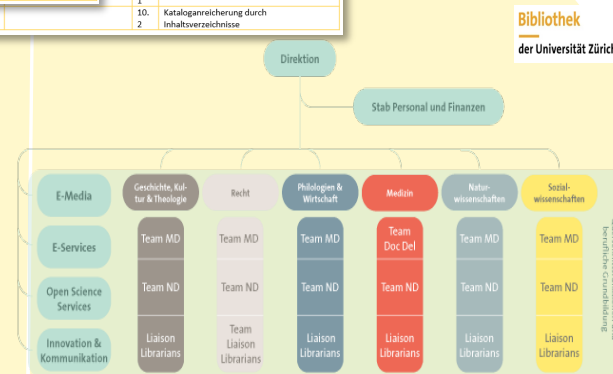 1
10. Kataloganreicherung durch
2 Inhaltsverzeichnisse
Bibliothek
der Universität Zürich
Direktion
Stab Personal und Finanzen
E-Media
Geschichte, Kul-
tur & Theologie
Recht
Philologien &
Wirtschaft
Medizin
Natur-
wissenschaften
Sozial-
wissenschaften
E-Services
Team MD
Team MD
Team MD
Team
Doc Del
Team MD
Team MD
Open Science
Services
Team ND
Team ND
Team ND
Team ND
Team ND
Team ND
Innovation &
Kommunikation
Liaison
Librarians
Team
Liaison
Librarians
Liaison
Librarians
Liaison
Librarians
Liaison
Librarians
Liaison
Librarians
berufliche Grundbildung